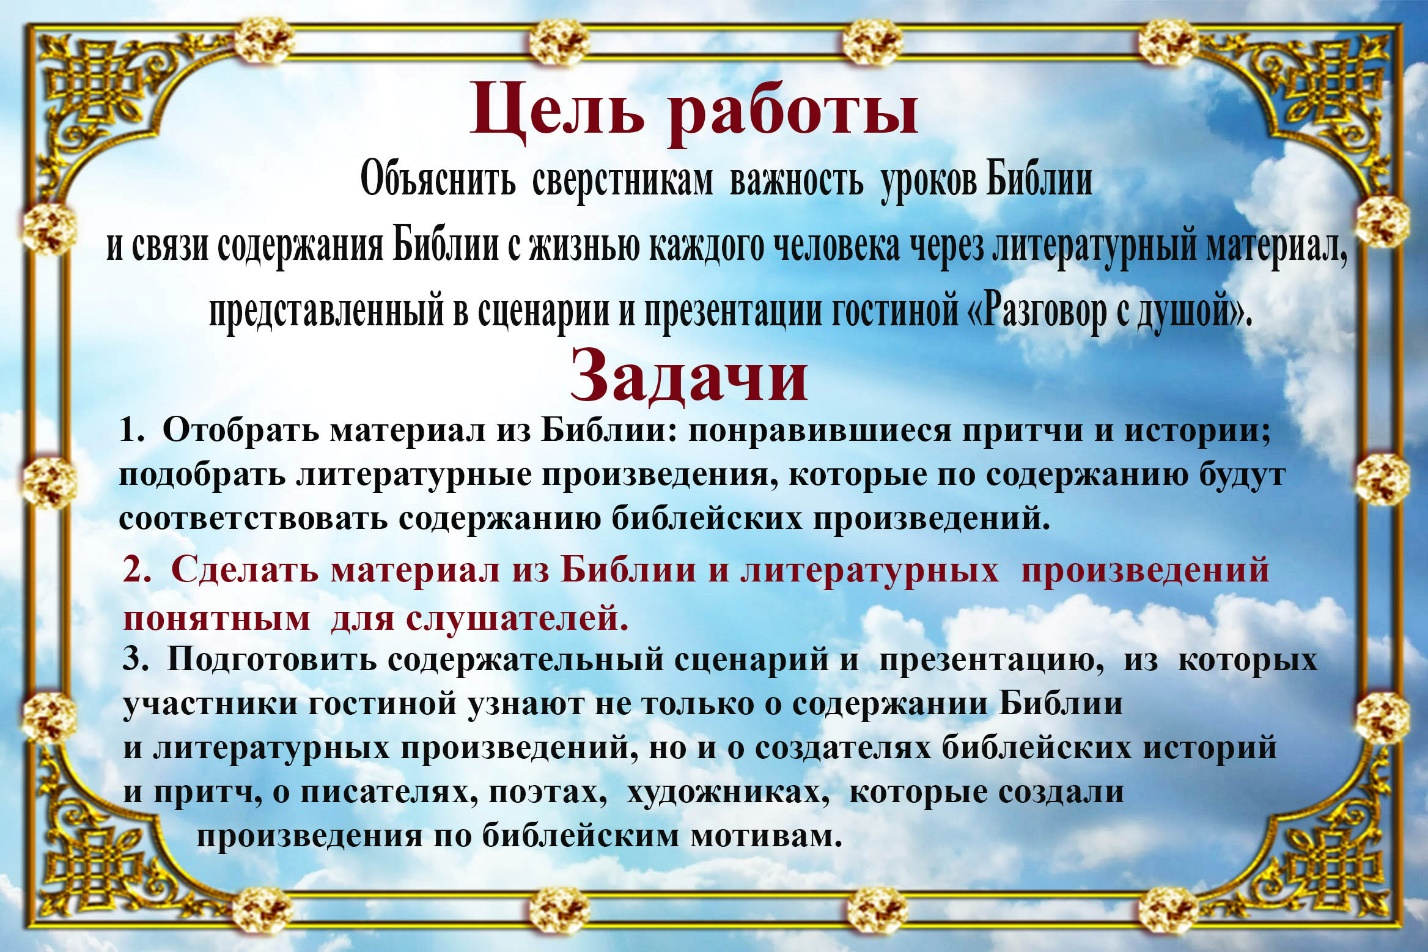 Цель работы
Объяснить сверстникам важность уроков Библии
и связи содержания Библии с жизнью каждого человека через литературный материал,
представленный в сценарии и презентации гостиной «Разговор с душой».
Задачи
1. Отобрать материал из Библии: понравившиеся притчи и истории;
подобрать литературные произведения, которые по содержанию будут
соответствовать содержанию библейских произведений.
2. Сделать материал из Библии и литературных произведений
понятным для слушателей.
3. Подготовить содержательный сценарий и презентацию, из которых
участники гостиной узнают не только о содержании Библии
и литературных произведений, но и о создателях библейских историй
и притч, о писателях, поэтах, художниках, которые создали
произведения по библейским мотивам.